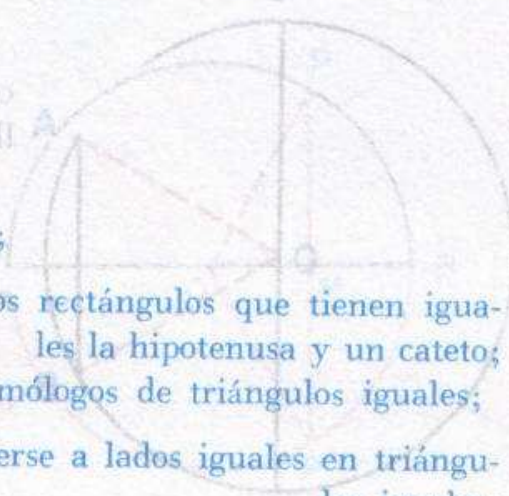 A
O
os rectángulos que tienen igua-
les la hipotenusa y un cateto;
mólogos de triángulos iguales;
erse a lados iguales en triángu-